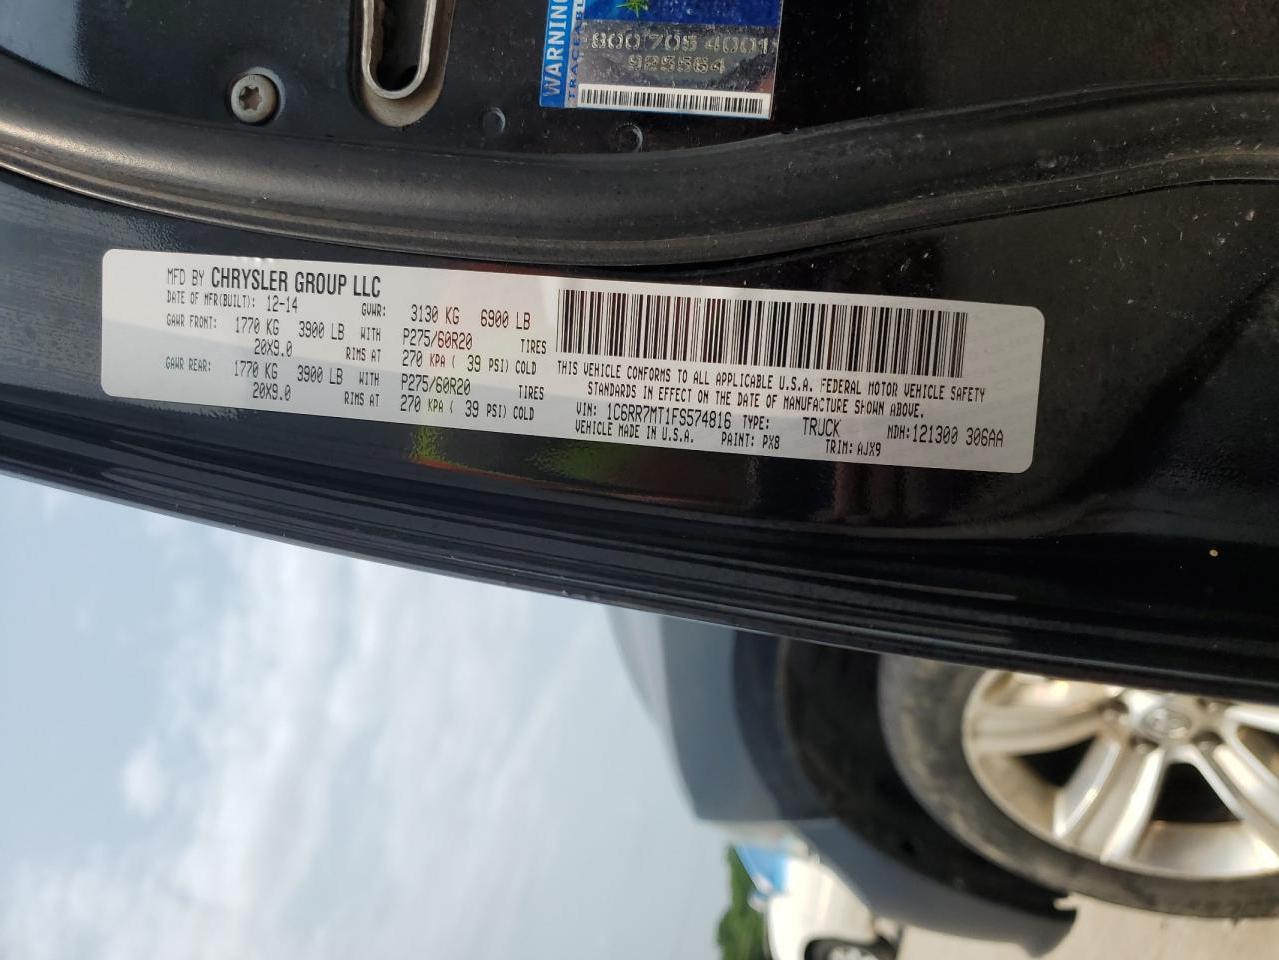 WARNING
TRACEABLE
800 705 4001
925564
MFD BY CHRYSLER GROUP LLC
DATE OF MFR(BUILT): 12-14 GVWR: 3130 KG 6900 LB
GAWR FRONT: 1770 KG 3900 LB WITH P275/60R20 TIRES
20X9.0 RIMS AT 270 KPA ( 39 PSI) COLD
GAWR REAR: 1770 KG 3900 LB WITH P275/60R20 TIRES
20X9.0 RIMS AT 270 KPA ( 39 PSI) COLD
THIS VEHICLE CONFORMS TO ALL APPLICABLE U.S.A. FEDERAL MOTOR VEHICLE SAFETY
STANDARDS IN EFFECT ON THE DATE OF MANUFACTURE SHOWN ABOVE.
VIN: 1C6RR7MT1FS574816 TYPE: TRUCK MDH: 121300 306AA
VEHICLE MADE IN U.S.A. PAINT: PX8 TRIM: AJX9